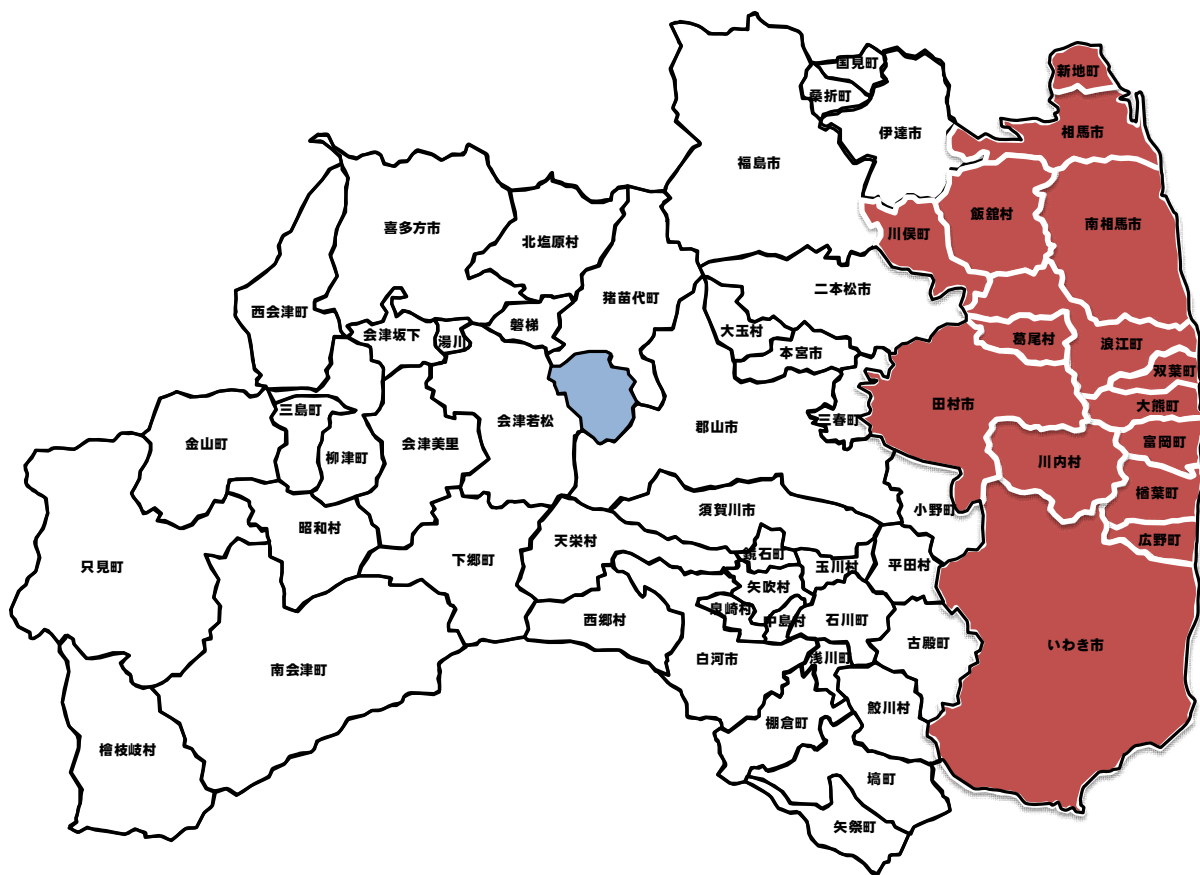 国見町
新地町
桑折町
相馬市
伊達市
福島市
飯舘村
南相馬市
喜多方市
川俣町
北塩原村
二本松市
猪苗代町
西会津町
磐梯
大玉村
会津坂下
湯川
葛尾村
浪江町
本宮市
双葉町
田村市
大熊町
三島町
三春町
会津若松
郡山市
金山町
会津美里
富岡町
柳津町
川内村
楢葉町
須賀川市
小野町
昭和村
天栄村
広野町
鏡石町
下郷町
平田村
只見町
玉川村
矢吹村
泉崎村
西郷村
中島村
石川町
古殿町
いわき市
白河市
浅川町
南会津町
鮫川村
棚倉町
檜枝岐村
塙町
矢祭町